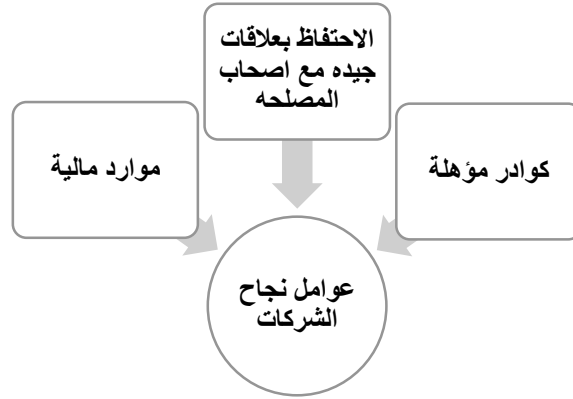 الاحتفاظ بعلاقات
جيده مع اصحاب
المصلحه
كوادر مؤهلة
موارد مالية
عوامل نجاح
الشركات